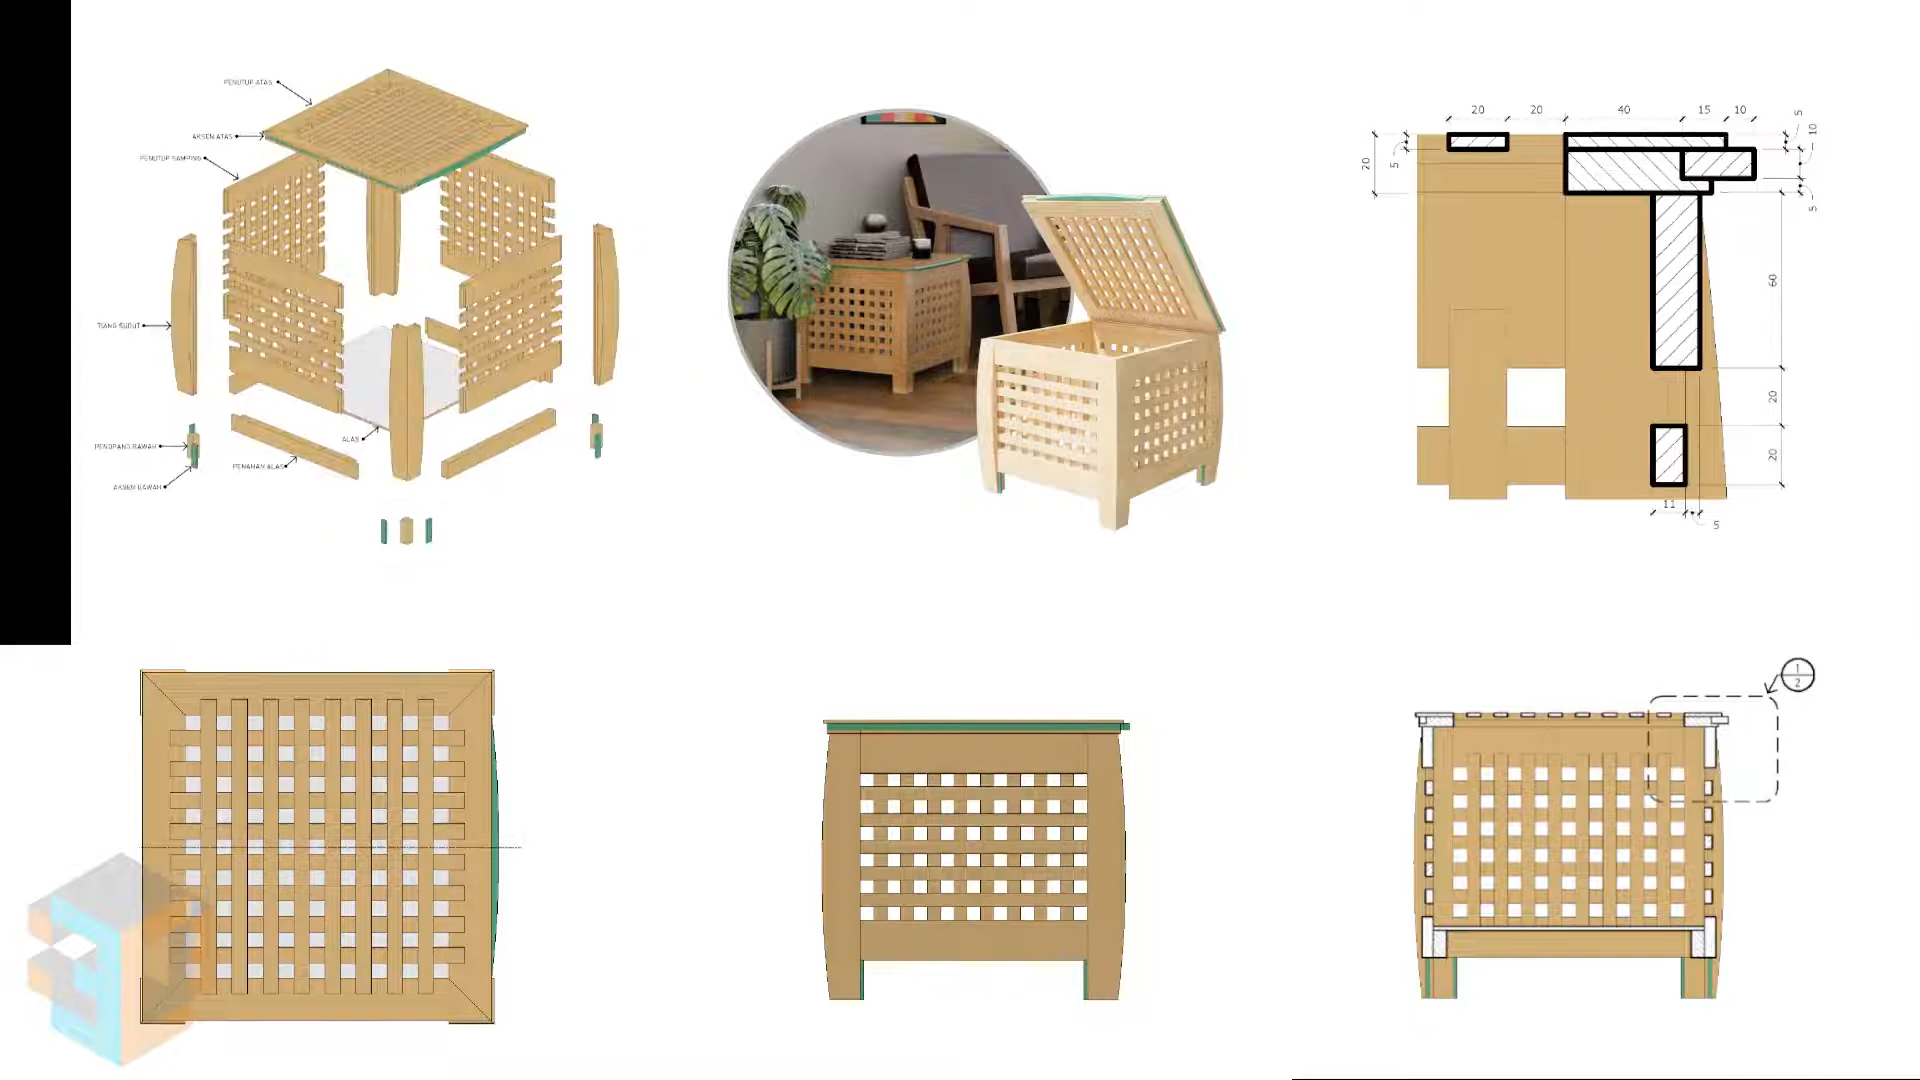 PENUTUP ATAS
AKSEN ATAS
PENUTUP SAMPING
TIANG SUDUT
PENOPANG BAWAH
AKSEN BAWAH
ALAS
PENAHAN ALAS
20 20 40 15 10
5
10
5
20
5
60
20
20
11
5
1
2